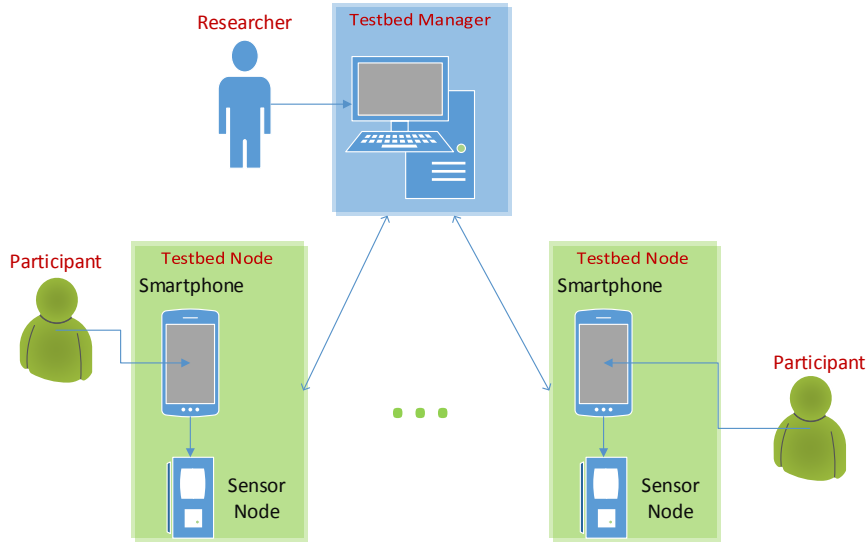 Researcher
Testbed Manager
Participant
Testbed Node
Smartphone
Sensor
Node
Testbed Node
Smartphone
Participant
Sensor
Node